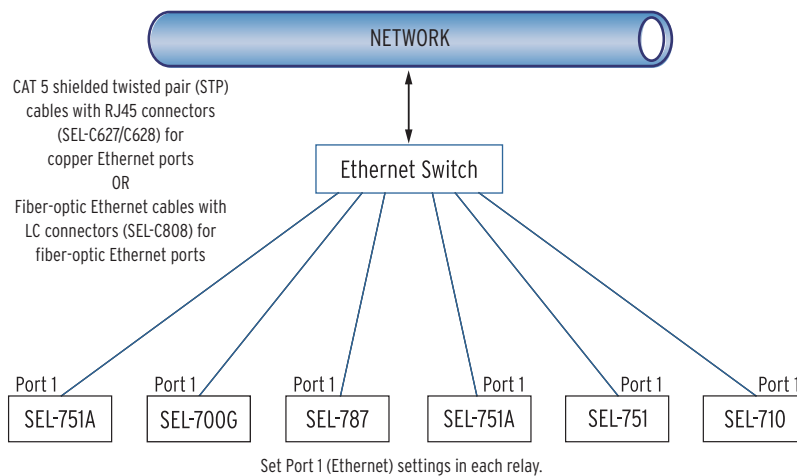 NETWORK
CAT 5 shielded twisted pair (STP)
cables with RJ45 connectors
(SEL-C627/C628) for
copper Ethernet ports
OR
Fiber-optic Ethernet cables with
LC connectors (SEL-C808) for
fiber-optic Ethernet ports
Ethernet Switch
Port 1
Port 1
Port 1
Port 1
Port 1
Port 1
SEL-751A
SEL-700G
SEL-787
SEL-751A
SEL-751
SEL-710
Set Port 1 (Ethernet) settings in each relay.